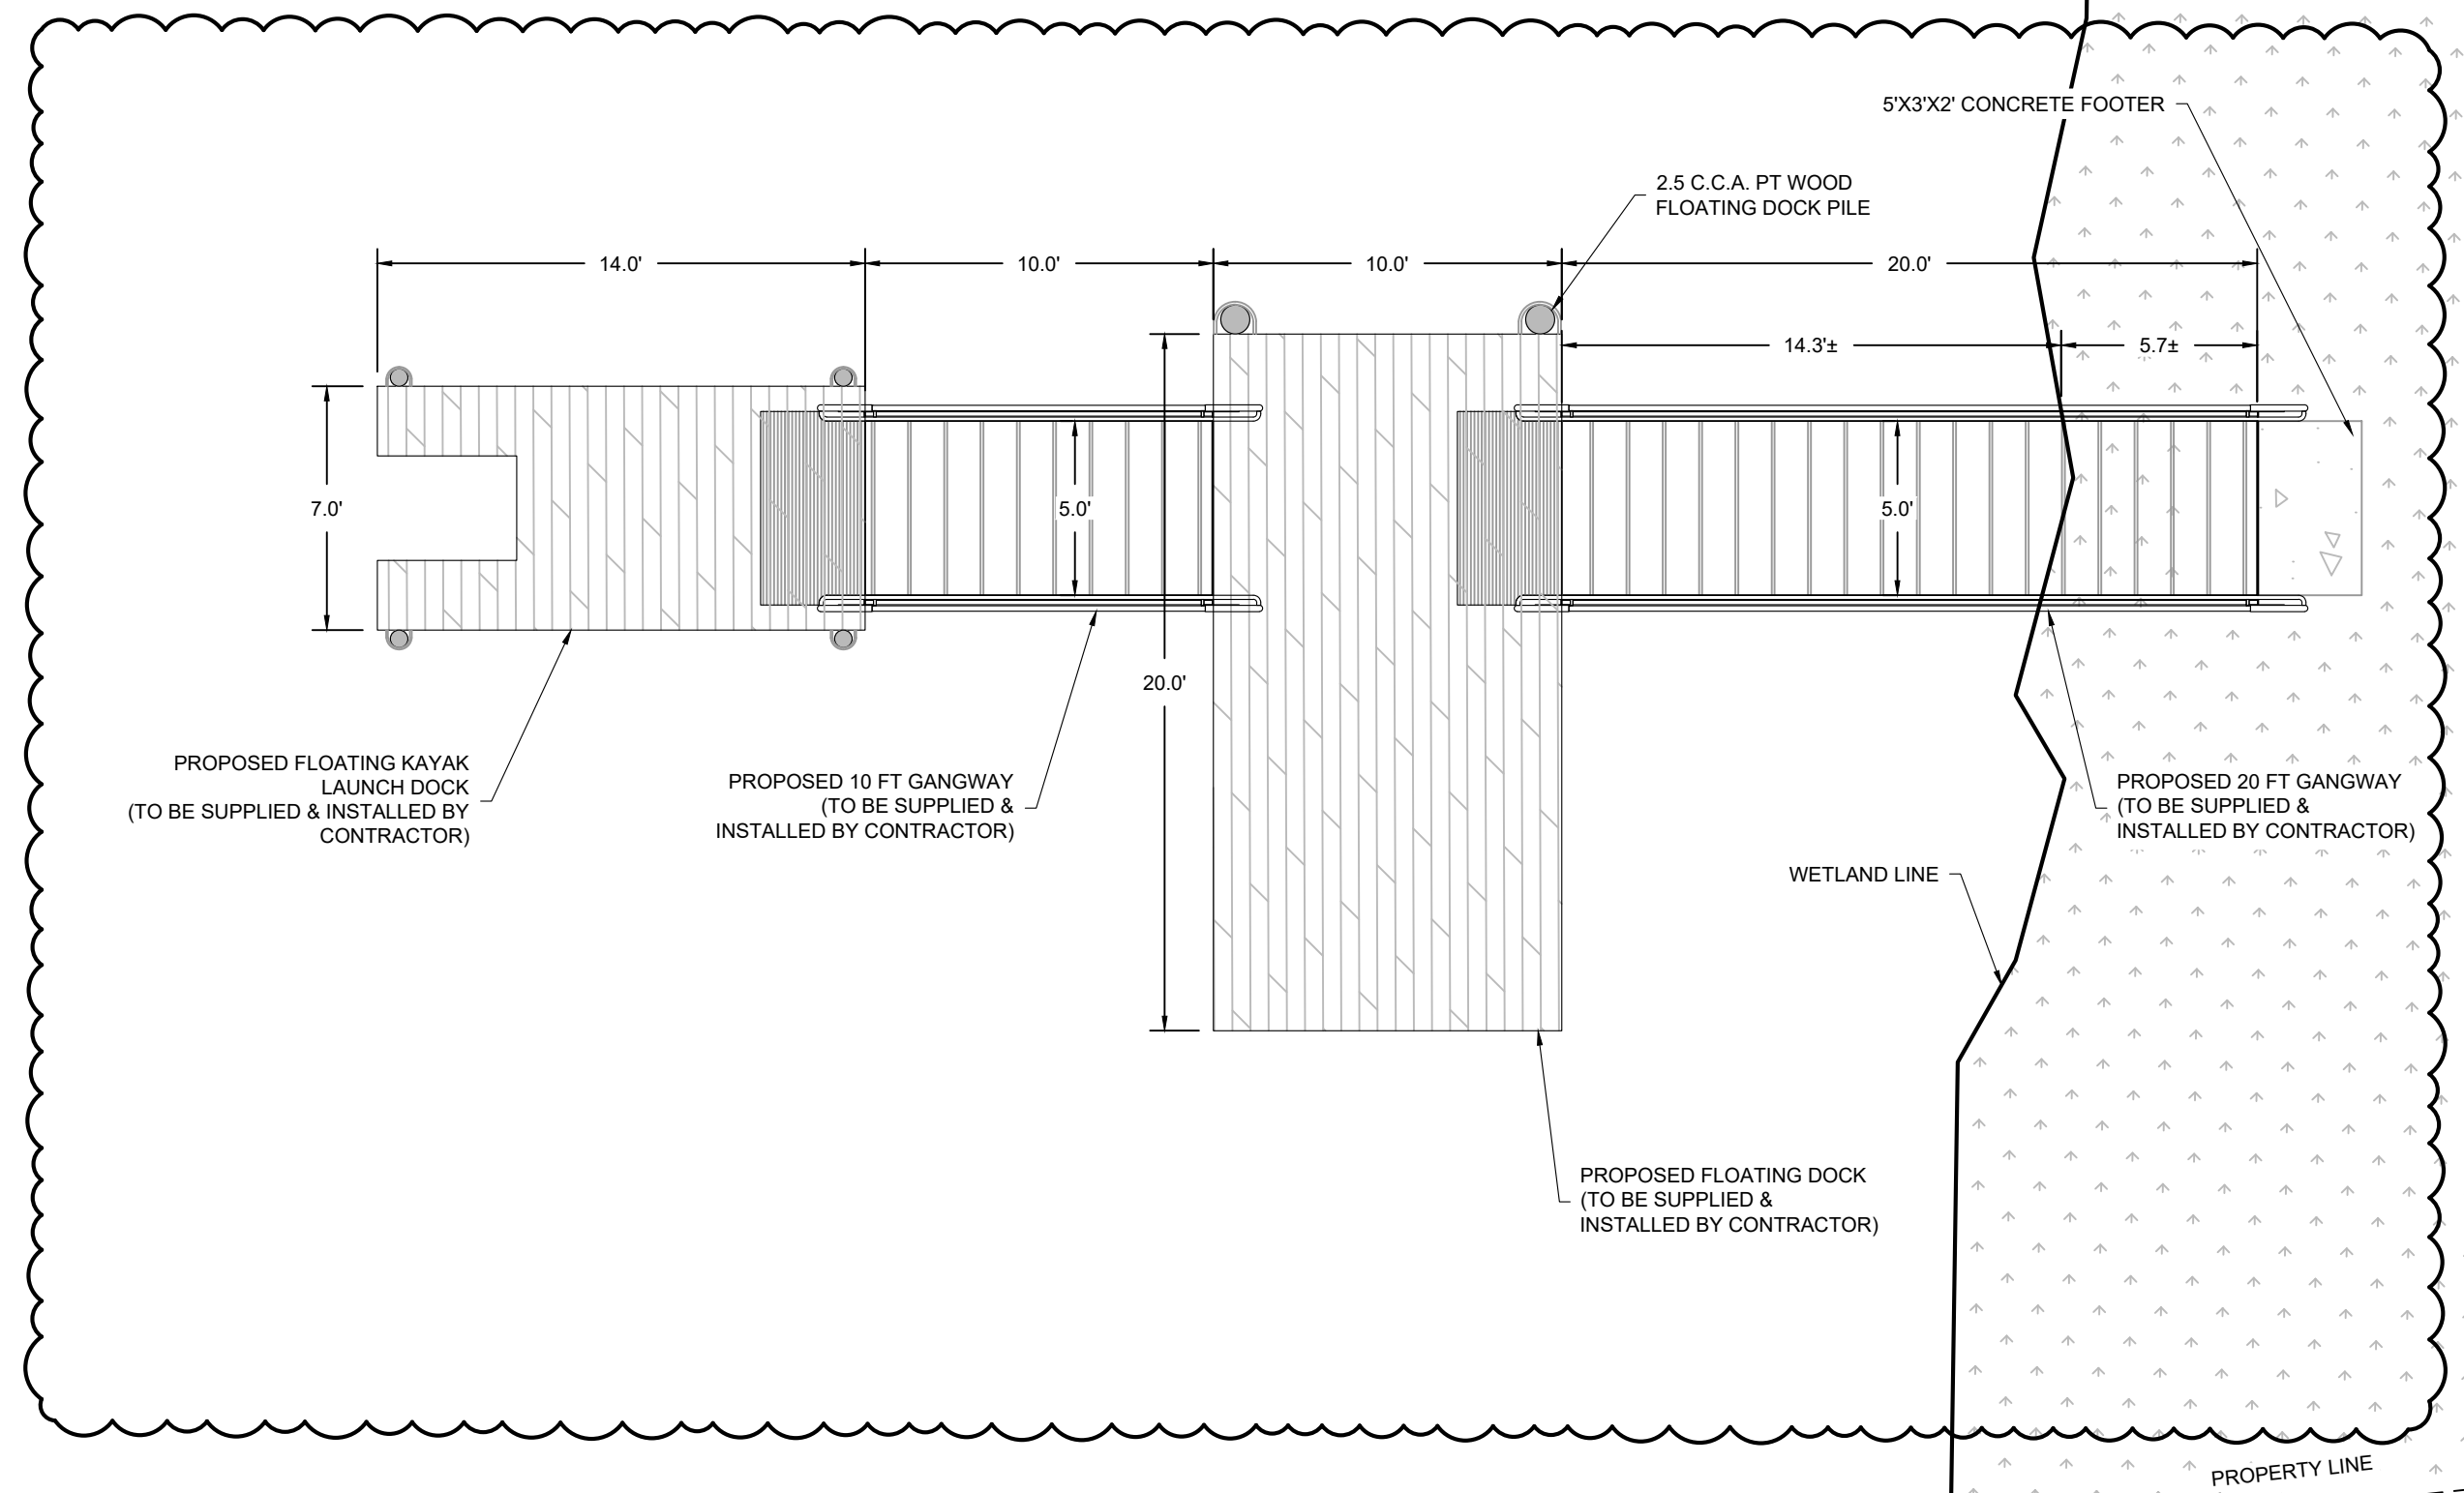 5'X3'X2' CONCRETE FOOTER
2.5 C.C.A. PT WOOD
FLOATING DOCK PILE
14.0'
10.0'
10.0'
20.0'
14.3'±
5.7±
7.0'
5.0'
5.0'
20.0'
PROPOSED FLOATING KAYAK
LAUNCH DOCK
(TO BE SUPPLIED & INSTALLED BY
CONTRACTOR)
PROPOSED 10 FT GANGWAY
(TO BE SUPPLIED &
INSTALLED BY CONTRACTOR)
PROPOSED 20 FT GANGWAY
(TO BE SUPPLIED &
INSTALLED BY CONTRACTOR)
WETLAND LINE
PROPOSED FLOATING DOCK
(TO BE SUPPLIED &
INSTALLED BY CONTRACTOR)
PROPERTY LINE